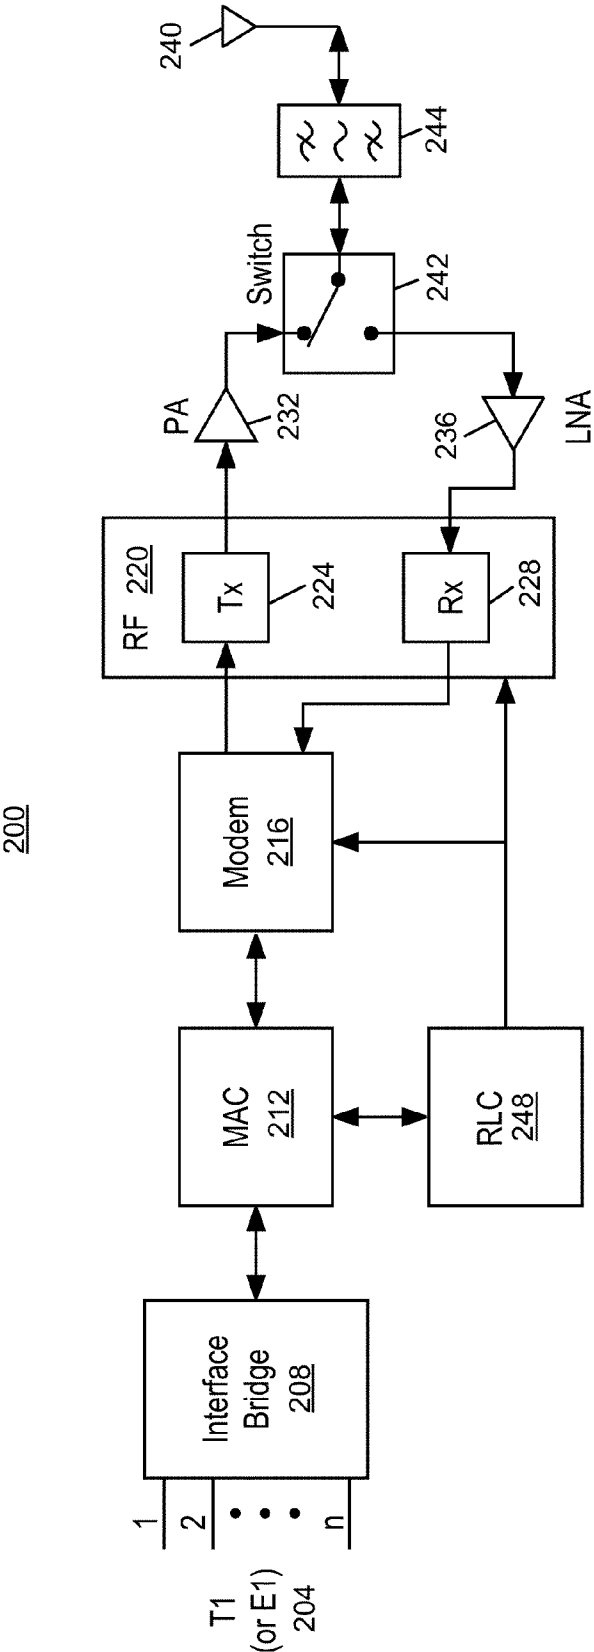 200
T1
(or E1)
204
1
2
n
Interface
Bridge
208
MAC
212
RLC
248
Modem
216
RF 220
Tx
224
Rx
228
PA
232
236
LNA
Switch
242
244
240